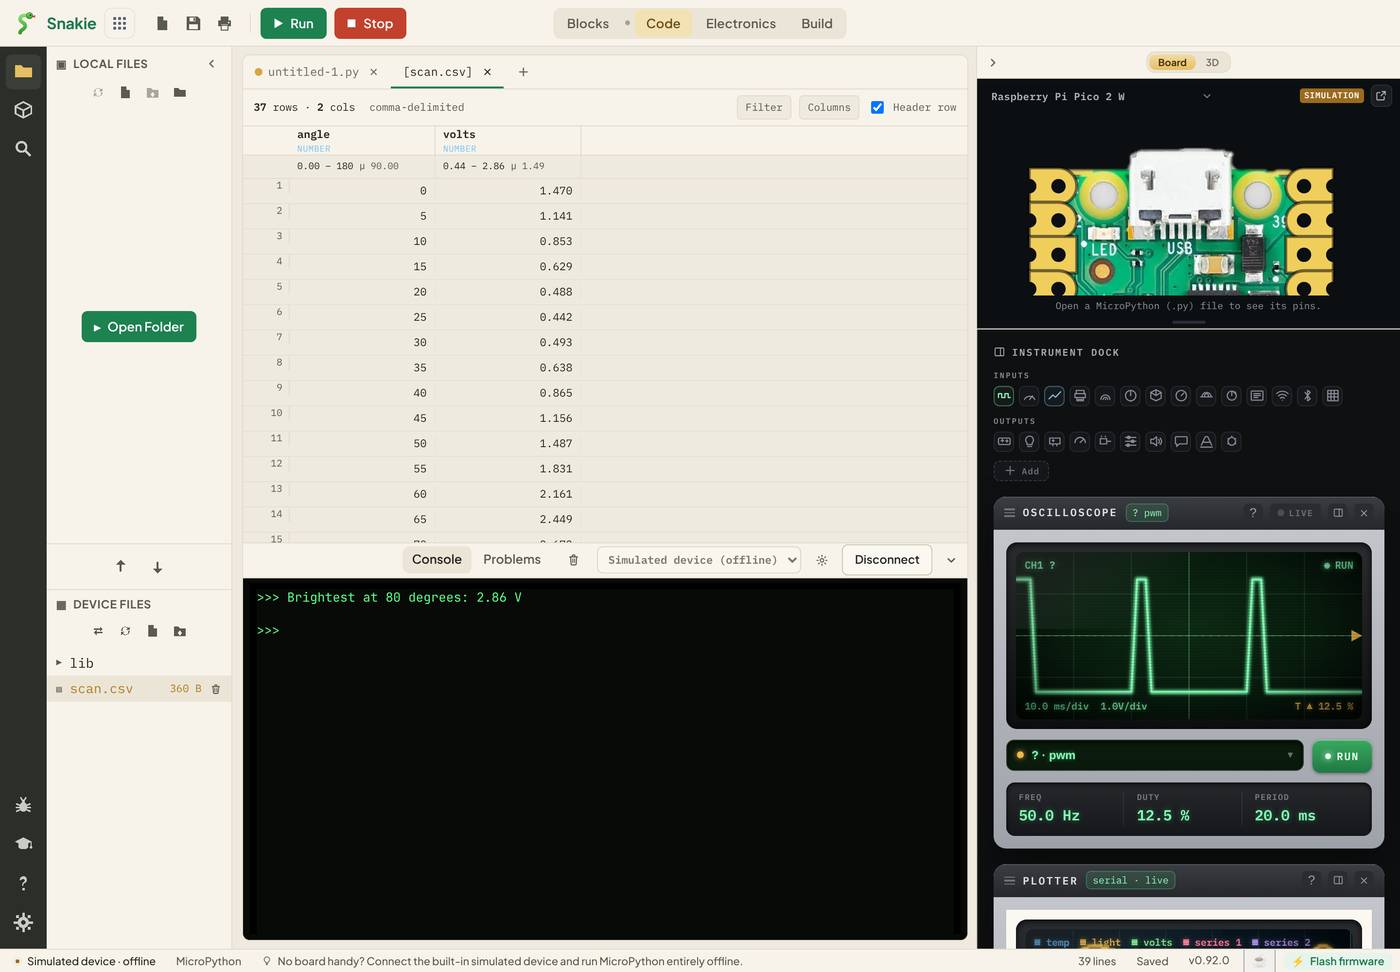 Snakie
Run
Stop
Blocks
Code
Electronics
Build
LOCAL FILES
Open Folder
DEVICE FILES
lib
scan.csv 360 B
untitled-1.py
[scan.csv]
37 rows · 2 cols comma-delimited
Filter
Columns
Header row
angle volts
NUMBER NUMBER
0.00 – 180 μ 90.00 0.44 – 2.86 μ 1.49
1 0 1.470
2 5 1.141
3 10 0.853
4 15 0.629
5 20 0.488
6 25 0.442
7 30 0.493
8 35 0.638
9 40 0.865
10 45 1.156
11 50 1.487
12 55 1.831
13 60 2.161
14 65 2.449
15
Console
Problems
Simulated device (offline)
Disconnect
>>> Brightest at 80 degrees: 2.86 V
>>>
Board
3D
Raspberry Pi Pico 2 W
SIMULATION
LED
USB
39
Open a MicroPython (.py) file to see its pins.
INSTRUMENT DOCK
INPUTS
OUTPUTS
+ Add
OSCILLOSCOPE
? pwm
?
LIVE
CH1 ?
RUN
10.0 ms/div 1.0V/div
T ▲ 12.5 %
? · pwm
RUN
FREQ DUTY PERIOD
50.0 Hz 12.5 % 20.0 ms
PLOTTER
serial · live
?
temp light volts series 1 series 2
Simulated device · offline
MicroPython
No board handy? Connect the built-in simulated device and run MicroPython entirely offline.
39 lines
Saved
v0.92.0
Flash firmware